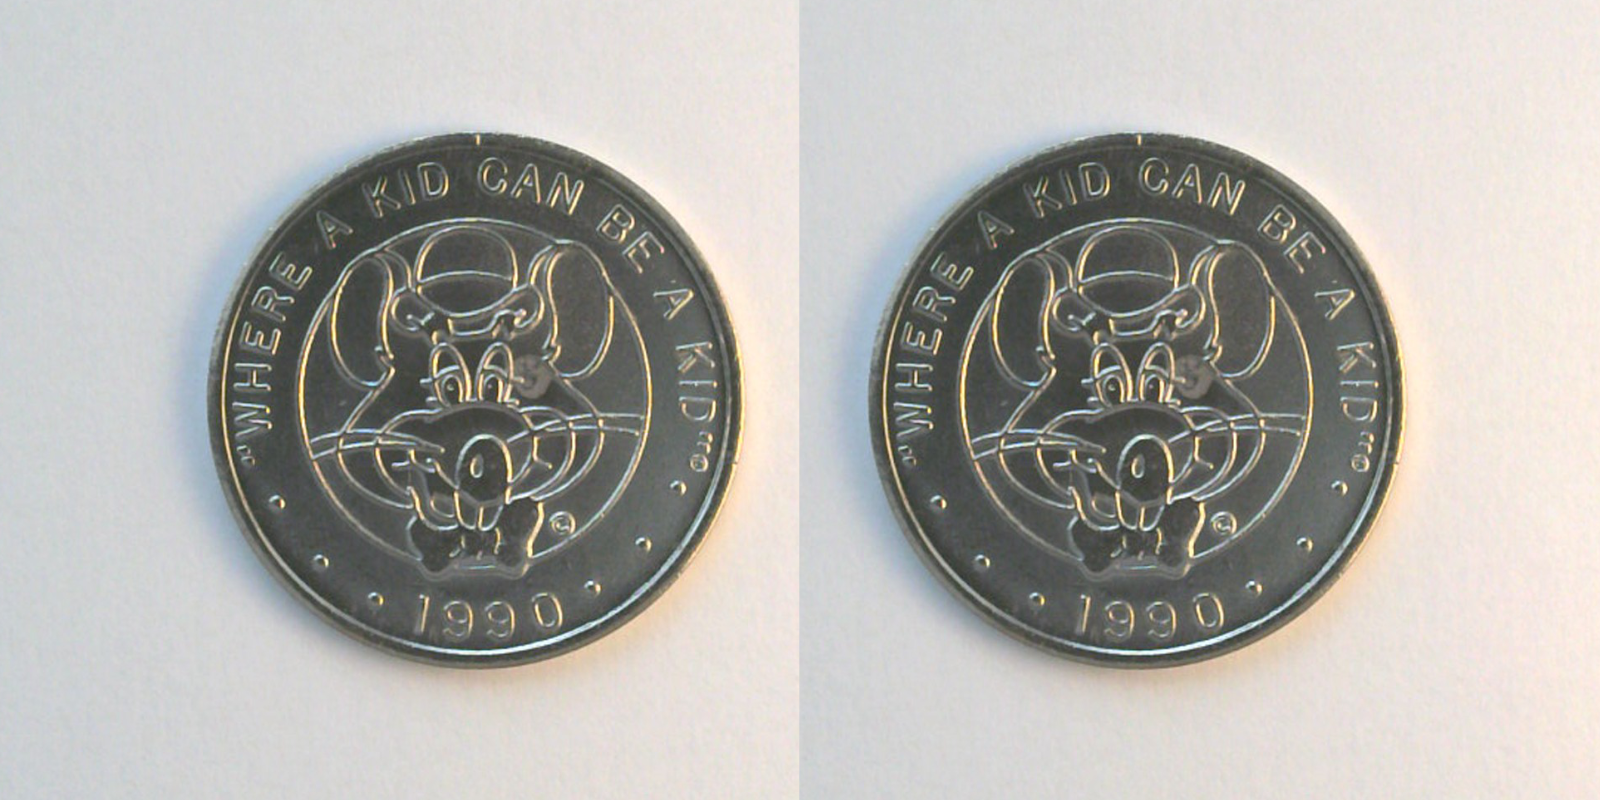 "WHERE A KID CAN BE A KID"®
©
· 1990 ·
"WHERE A KID CAN BE A KID"®
©
· 1990 ·